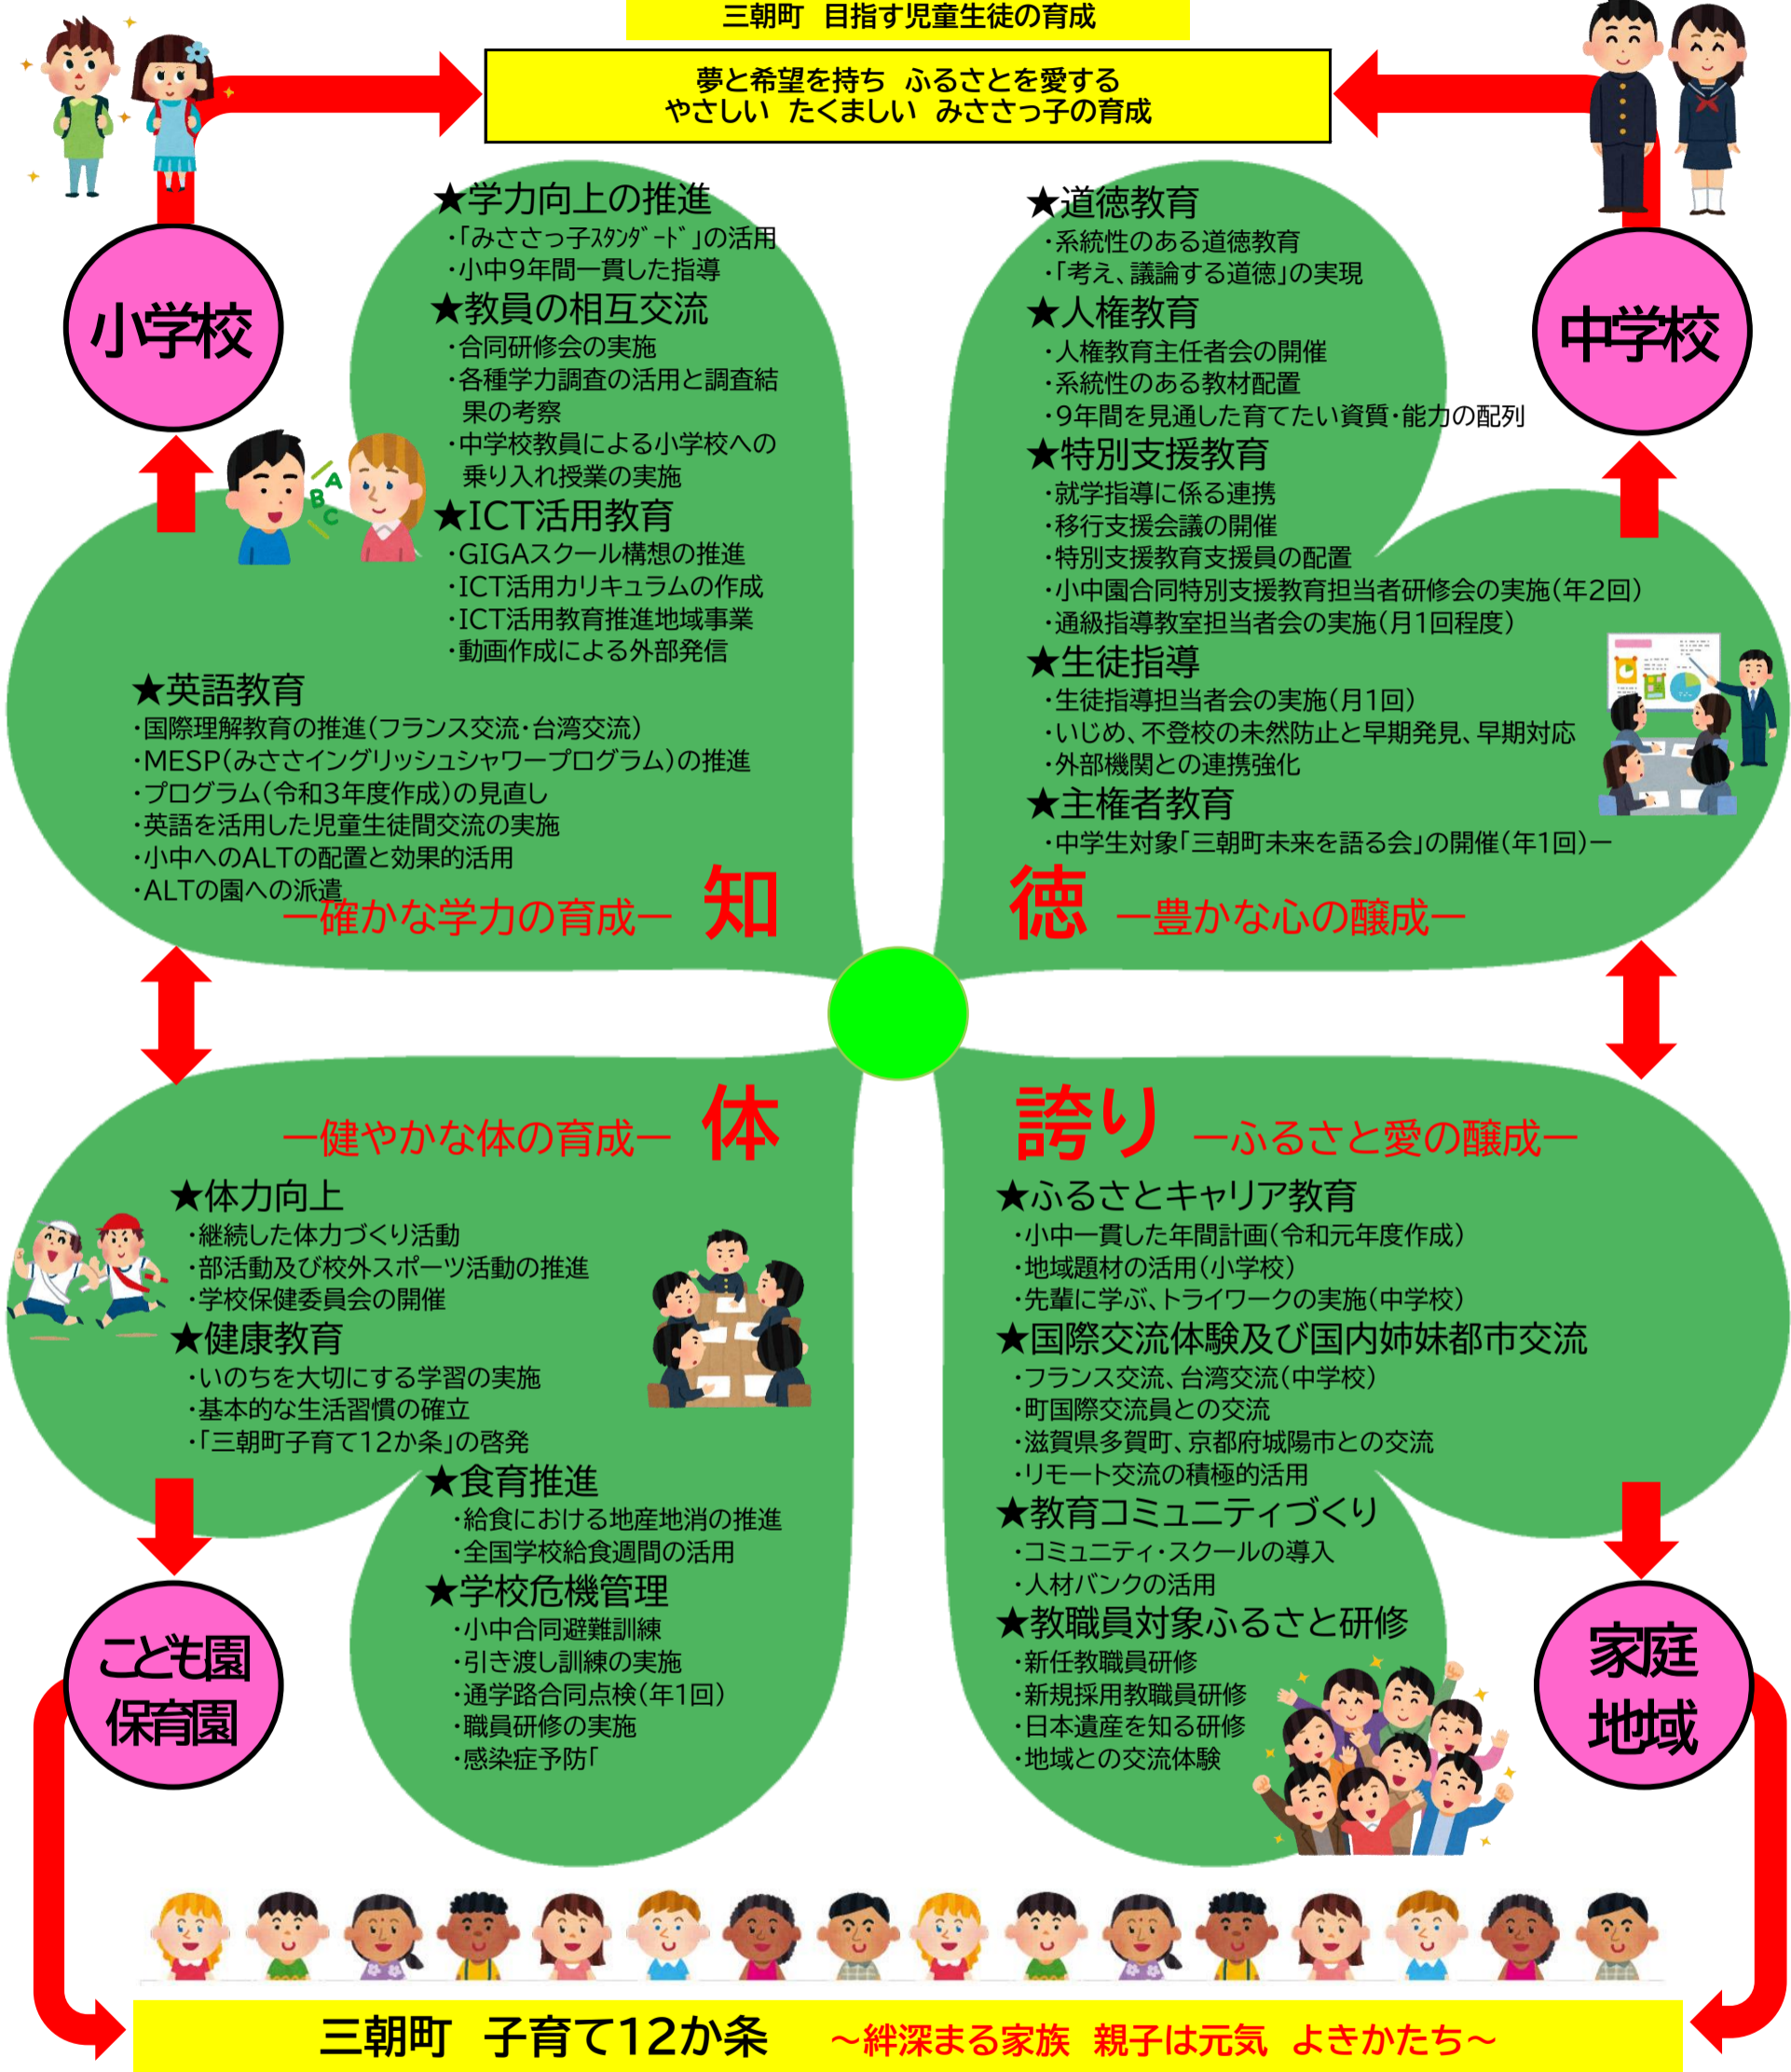 三朝町 目指す児童生徒の育成
夢と希望を持ち ふるさとを愛する
やさしい たくましい みささっ子の育成
小学校
中学校
★学力向上の推進
・「みささっ子ｽﾀﾝﾀﾞｰﾄﾞ」の活用
・小中9年間一貫した指導
★教員の相互交流
・合同研修会の実施
・各種学力調査の活用と調査結
果の考察
・中学校教員による小学校への
乗り入れ授業の実施
★ICT活用教育
・GIGAスクール構想の推進
・ICT活用カリキュラムの作成
・ICT活用教育推進地域事業
・動画作成による外部発信
A
B
C
★英語教育
・国際理解教育の推進（フランス交流・台湾交流）
・MESP（みささイングリッシュシャワープログラム）の推進
・プログラム（令和3年度作成）の見直し
・英語を活用した児童生徒間交流の実施
・小中へのALTの配置と効果的活用
・ALTの園への派遣
ー確かな学力の育成ー 知
★道徳教育
・系統性のある道徳教育
・「考え、議論する道徳」の実現
★人権教育
・人権教育主任者会の開催
・系統性のある教材配置
・9年間を見通した育てたい資質・能力の配列
★特別支援教育
・就学指導に係る連携
・移行支援会議の開催
・特別支援教育支援員の配置
・小中園合同特別支援教育担当者研修会の実施（年2回）
・通級指導教室担当者会の実施（月1回程度）
★生徒指導
・生徒指導担当者会の実施（月1回）
・いじめ、不登校の未然防止と早期発見、早期対応
・外部機関との連携強化
★主権者教育
・中学生対象「三朝町未来を語る会」の開催（年1回）ー
徳 ー豊かな心の醸成ー
ー健やかな体の育成ー 体
★体力向上
・継続した体力づくり活動
・部活動及び校外スポーツ活動の推進
・学校保健委員会の開催
★健康教育
・いのちを大切にする学習の実施
・基本的な生活習慣の確立
・「三朝町子育て12か条」の啓発
★食育推進
・給食における地産地消の推進
・全国学校給食週間の活用
★学校危機管理
・小中合同避難訓練
・引き渡し訓練の実施
・通学路合同点検（年1回）
・職員研修の実施
・感染症予防「
誇り ーふるさと愛の醸成ー
★ふるさとキャリア教育
・小中一貫した年間計画（令和元年度作成）
・地域題材の活用（小学校）
・先輩に学ぶ、トライワークの実施（中学校）
★国際交流体験及び国内姉妹都市交流
・フランス交流、台湾交流（中学校）
・町国際交流員との交流
・滋賀県多賀町、京都府城陽市との交流
・リモート交流の積極的活用
★教育コミュニティづくり
・コミュニティ・スクールの導入
・人材バンクの活用
★教職員対象ふるさと研修
・新任教職員研修
・新規採用教職員研修
・日本遺産を知る研修
・地域との交流体験
こども園
保育園
家庭
地域
三朝町 子育て12か条 ～絆深まる家族 親子は元気 よきかたち～